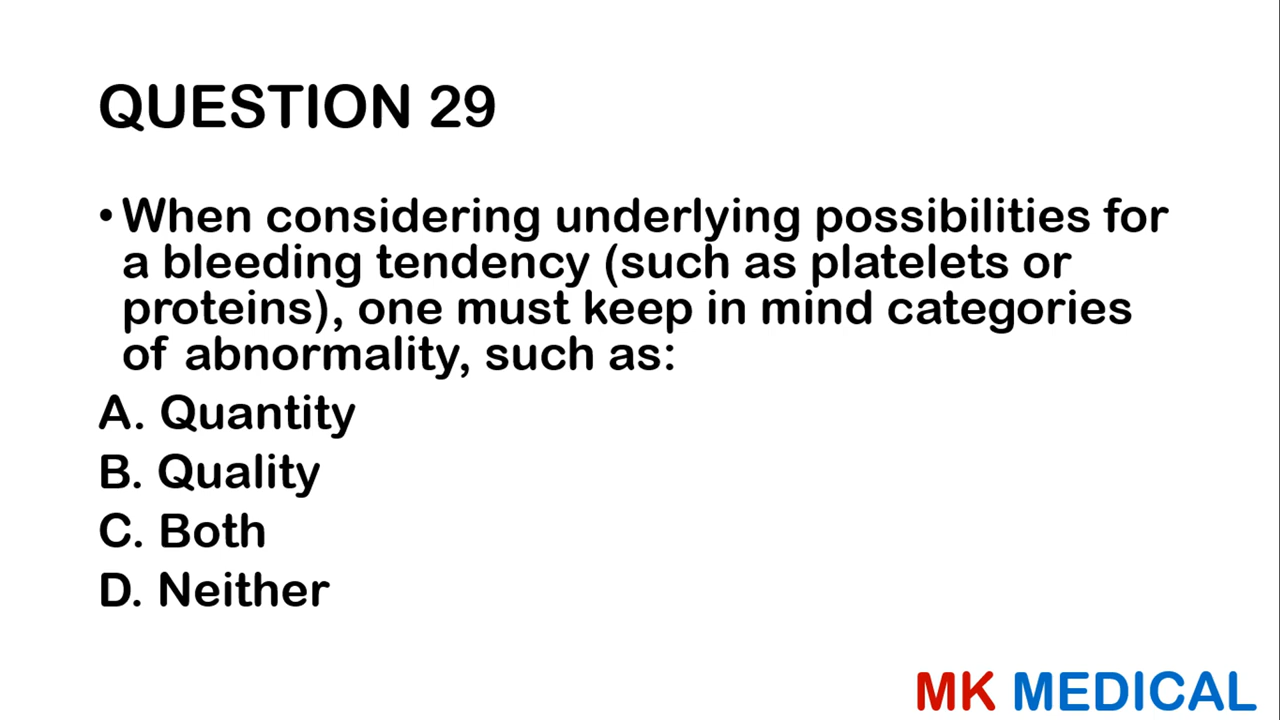 QUESTION 29
• When considering underlying possibilities for
a bleeding tendency (such as platelets or
proteins), one must keep in mind categories
of abnormality, such as:
A. Quantity
B. Quality
C. Both
D. Neither
MK MEDICAL